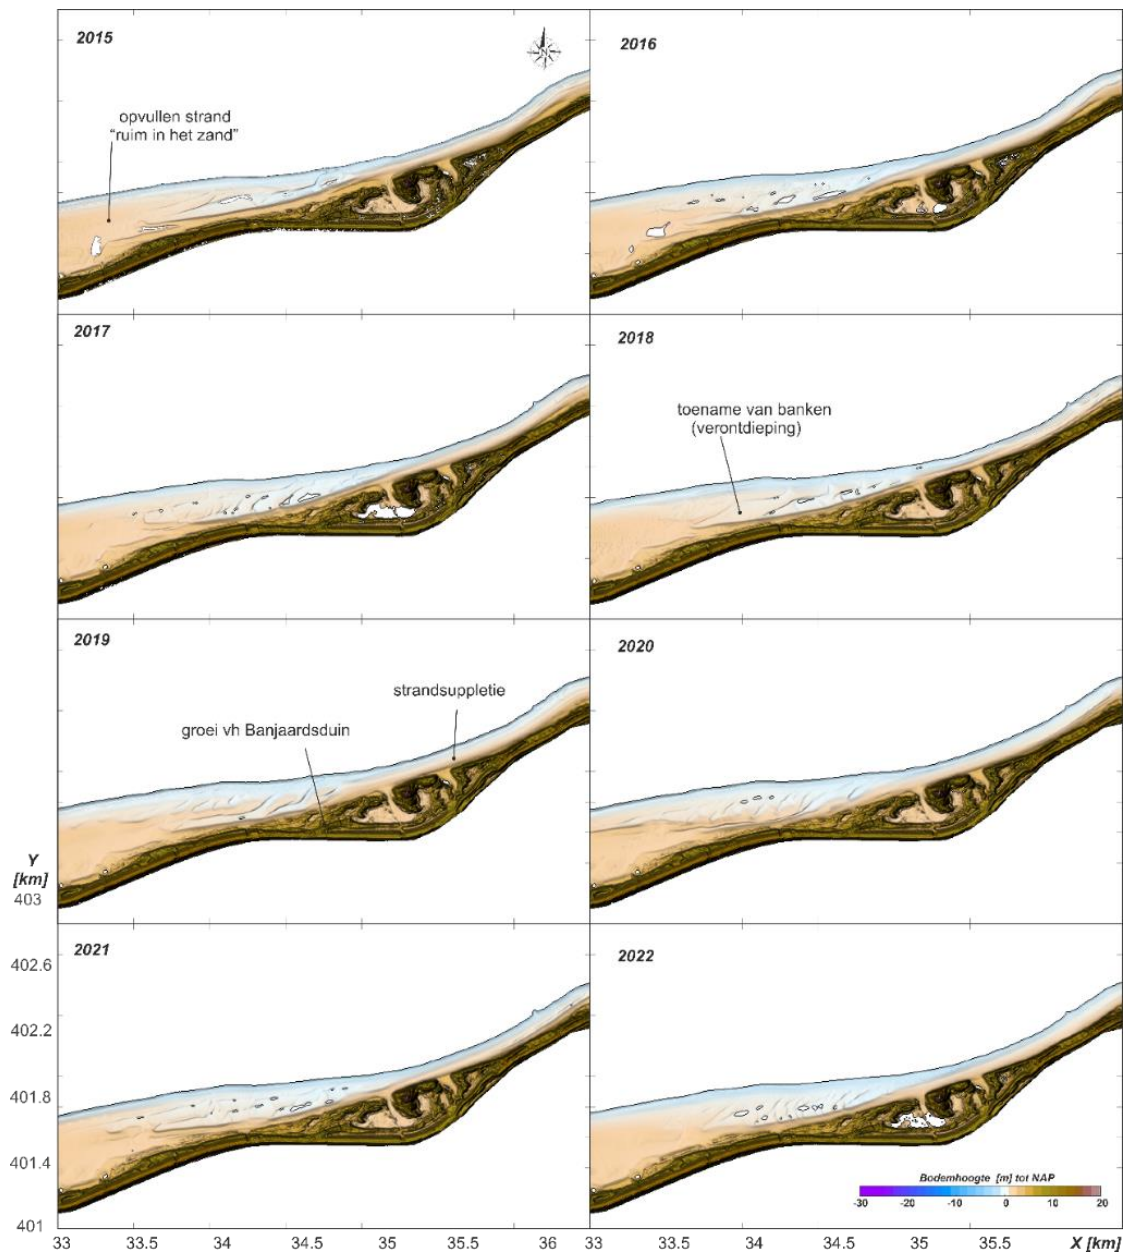 2015
N
2016
opvullen strand
"ruim in het zand"
2017
2018
toename van banken
(verontdieping)
2019
2020
strandsuppletie
groei vh Banjaardsduin
Y
[km]
403
2021
2022
402.6
402.2
401.8
401.4
401
Bodemhoogte [m] tot NAP
-30 -20 -10 0 10 20
33 33.5 34 34.5 35 35.5 36 33 33.5 34 34.5 35 35.5 X [km]